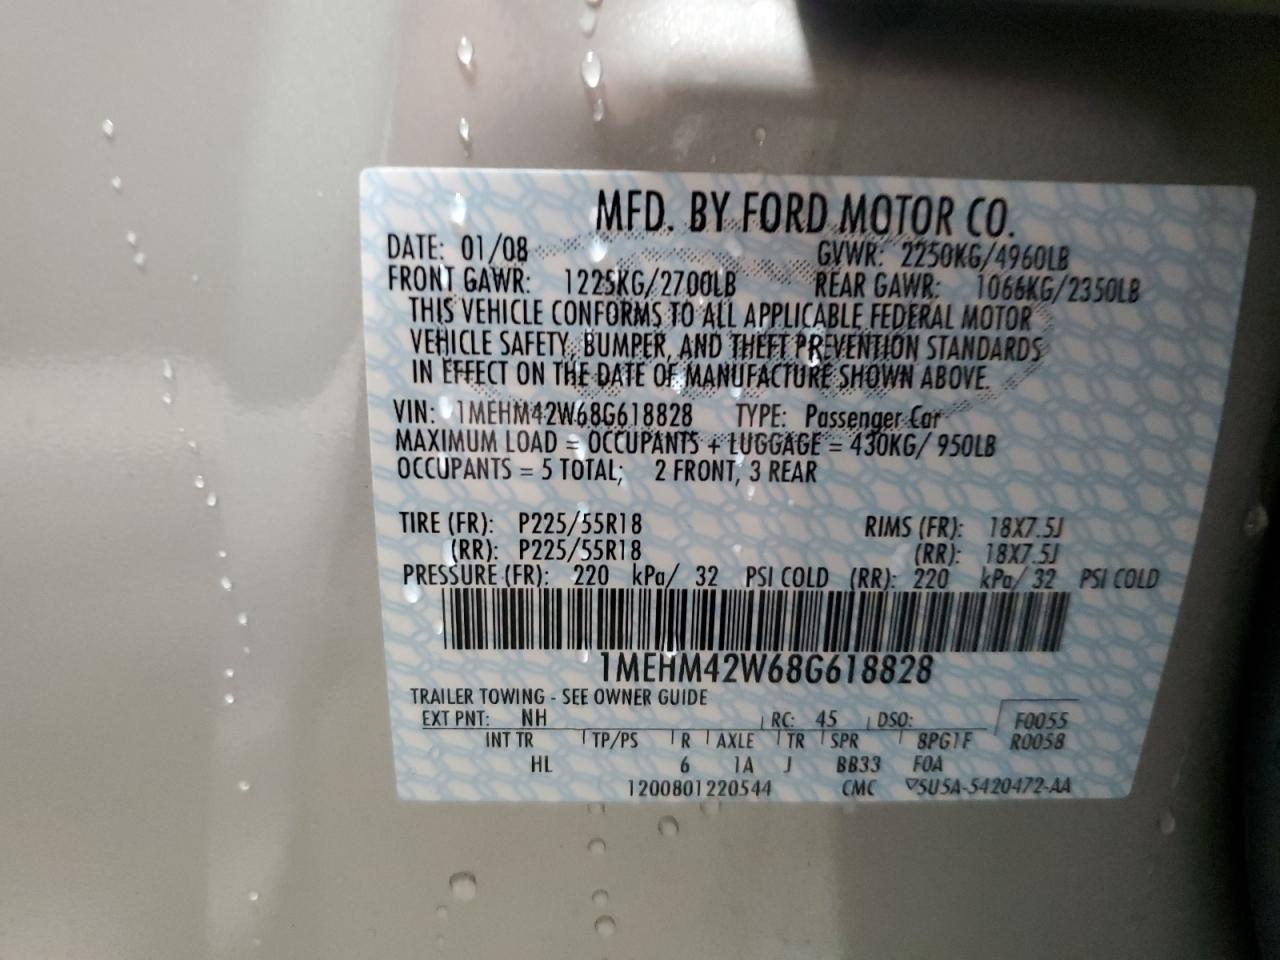 MFD. BY FORD MOTOR CO.
DATE: 01/08 GVWR: 2250KG/4960LB
FRONT GAWR: 1225KG/2700LB REAR GAWR: 1066KG/2350LB
THIS VEHICLE CONFORMS TO ALL APPLICABLE FEDERAL MOTOR
VEHICLE SAFETY, BUMPER, AND THEFT PREVENTION STANDARDS
IN EFFECT ON THE DATE OF MANUFACTURE SHOWN ABOVE.
VIN: 1MEHM42W68G618828 TYPE: Passenger Car
MAXIMUM LOAD = OCCUPANTS + LUGGAGE = 430KG/ 950LB
OCCUPANTS = 5 TOTAL; 2 FRONT, 3 REAR
TIRE (FR): P225/55R18 RIMS (FR): 18X7.5J
(RR): P225/55R18 (RR): 18X7.5J
PRESSURE (FR): 220 kPa/ 32 PSI COLD (RR): 220 kPa/ 32 PSI COLD
1MEHM42W68G618828
TRAILER TOWING - SEE OWNER GUIDE
EXT PNT: NH RC: 45 DSO: F0055
INT TR TP/PS R AXLE TR SPR 8PG1F R0058
HL 6 1A J BB33 F0A
1200801220544 CMC ▽5U5A-5420472-AA